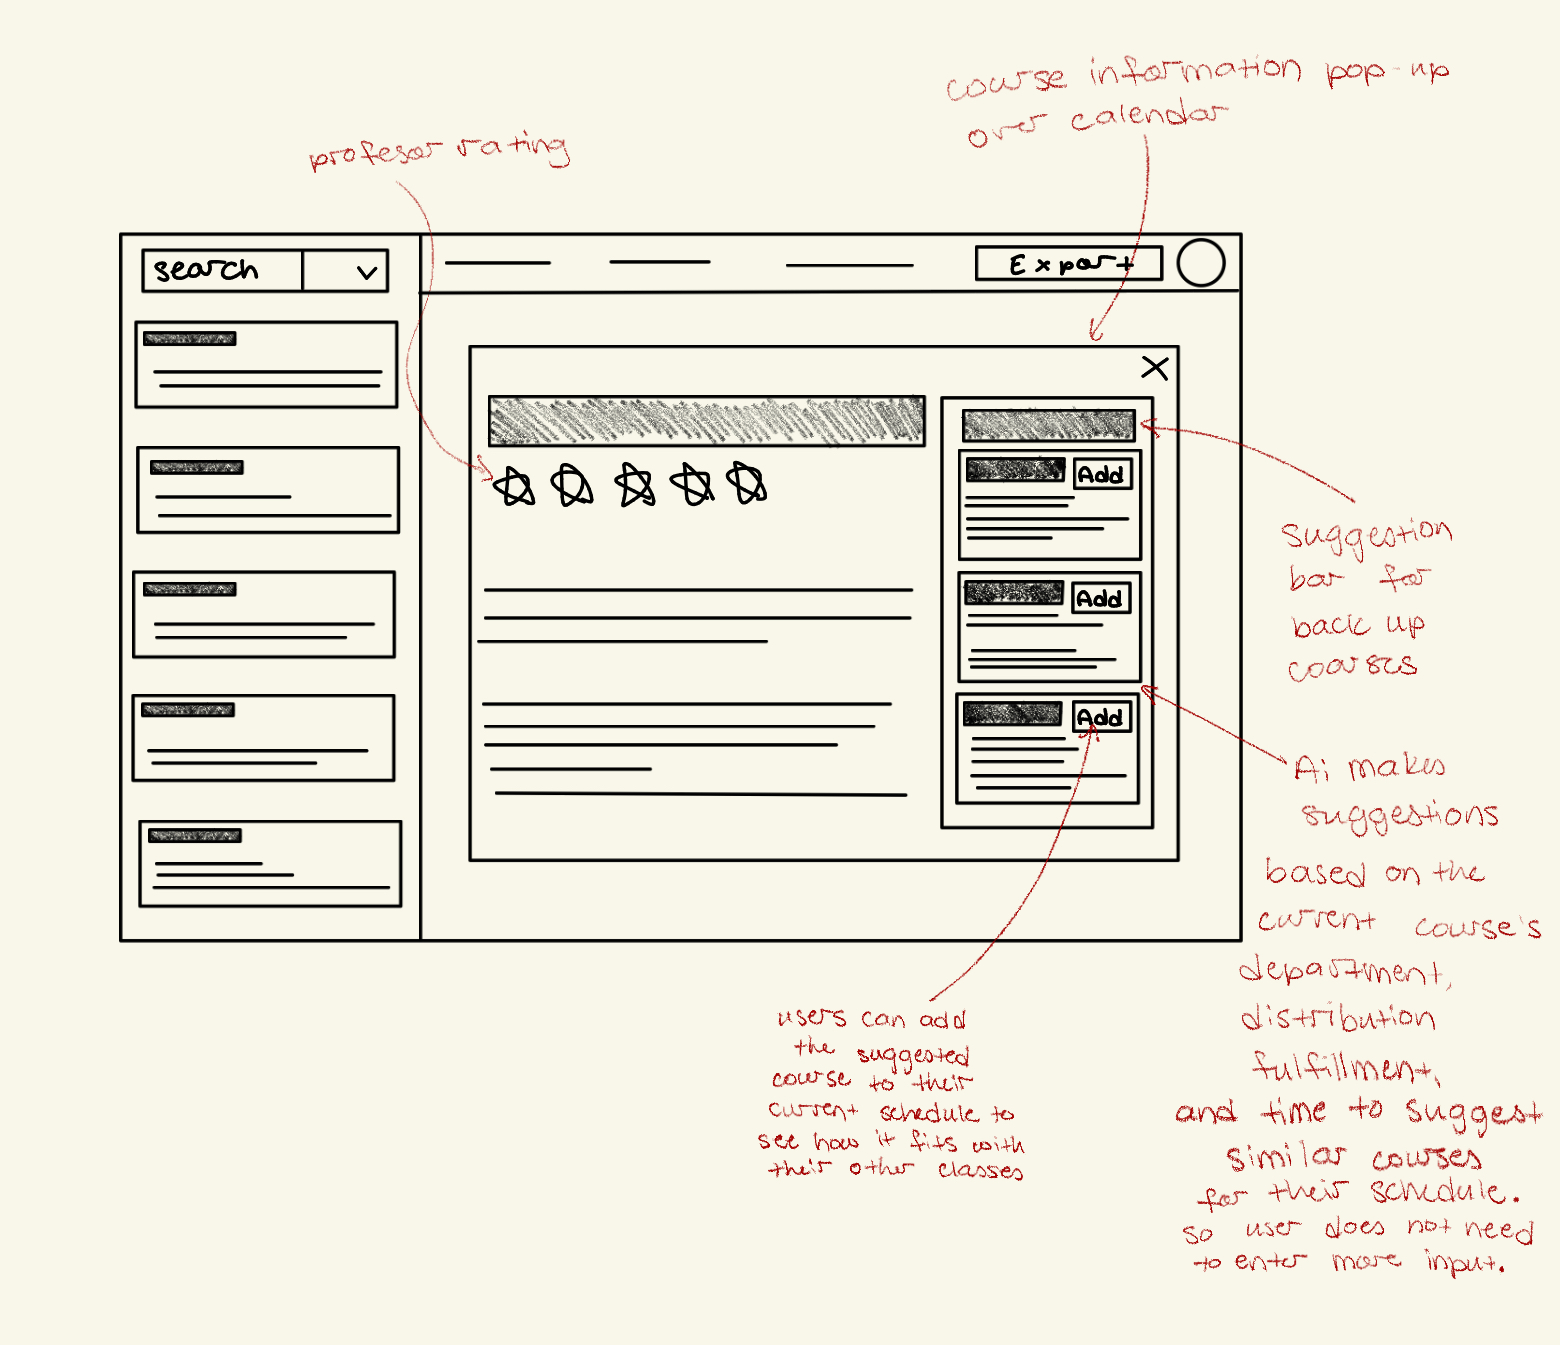 course information pop-up
over calendar
profesor rating
search
Export
Add
Add
Add
suggestion
bar for
back up
courses
Ai makes
suggestions
based on the
current course's
department,
distribution
fulfillment,
and time to suggest
similar courses
for their schedule.
so user does not need
to enter more input.
users can add
the suggested
course to their
current schedule to
see how it fits with
their other classes